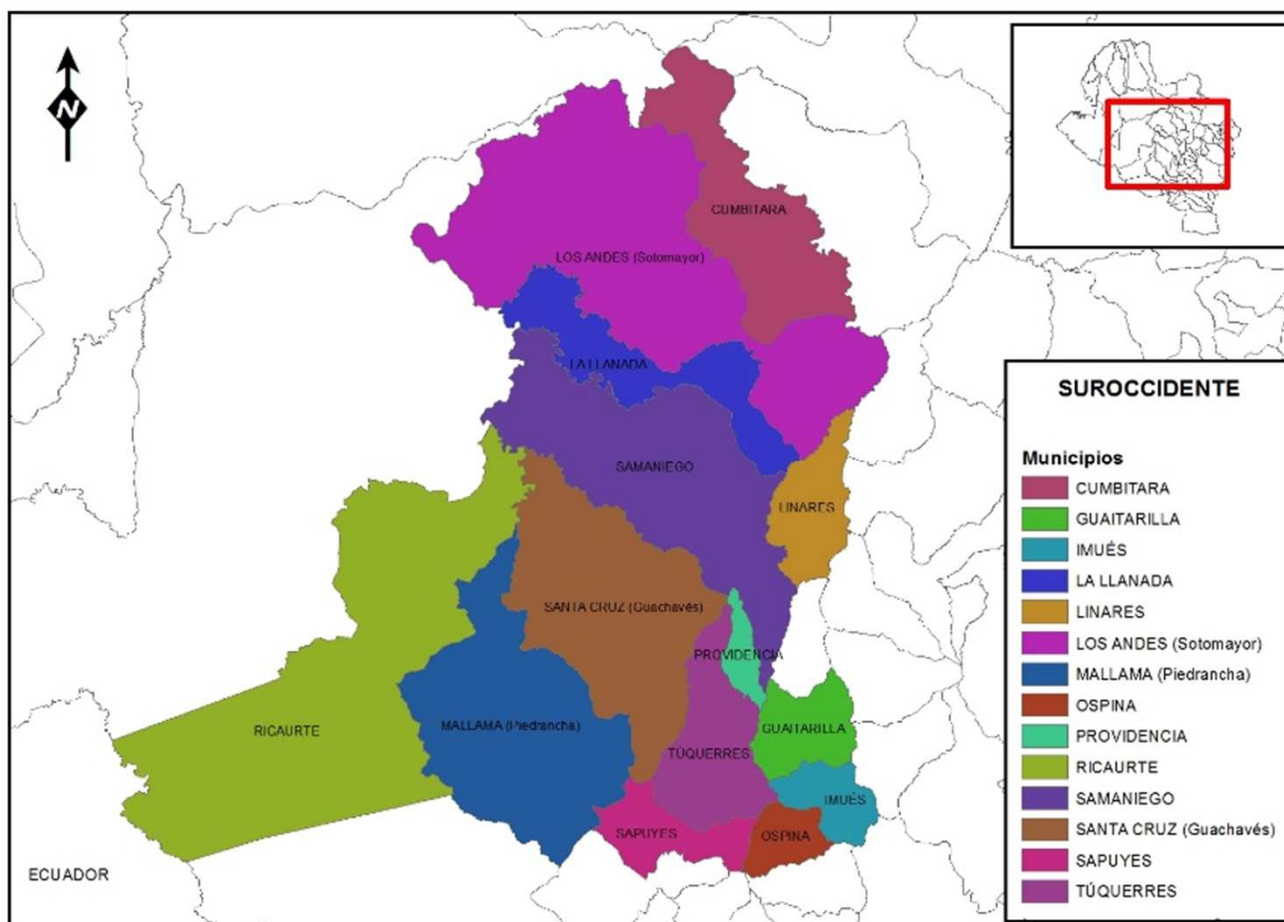 N
CUMBITARA
LOS ANDES (Sotomayor)
LA LLANADA
SAMANIEGO
LINARES
SANTA CRUZ (Guachavés)
PROVIDENCIA
RICAURTE
MALLAMA (Piedrancha)
GUAITARILLA
TÚQUERRES
IMUÉS
SAPUYES
OSPINA
ECUADOR
SUROCCIDENTE
Municipios
CUMBITARA
GUAITARILLA
IMUÉS
LA LLANADA
LINARES
LOS ANDES (Sotomayor)
MALLAMA (Piedrancha)
OSPINA
PROVIDENCIA
RICAURTE
SAMANIEGO
SANTA CRUZ (Guachavés)
SAPUYES
TÚQUERRES